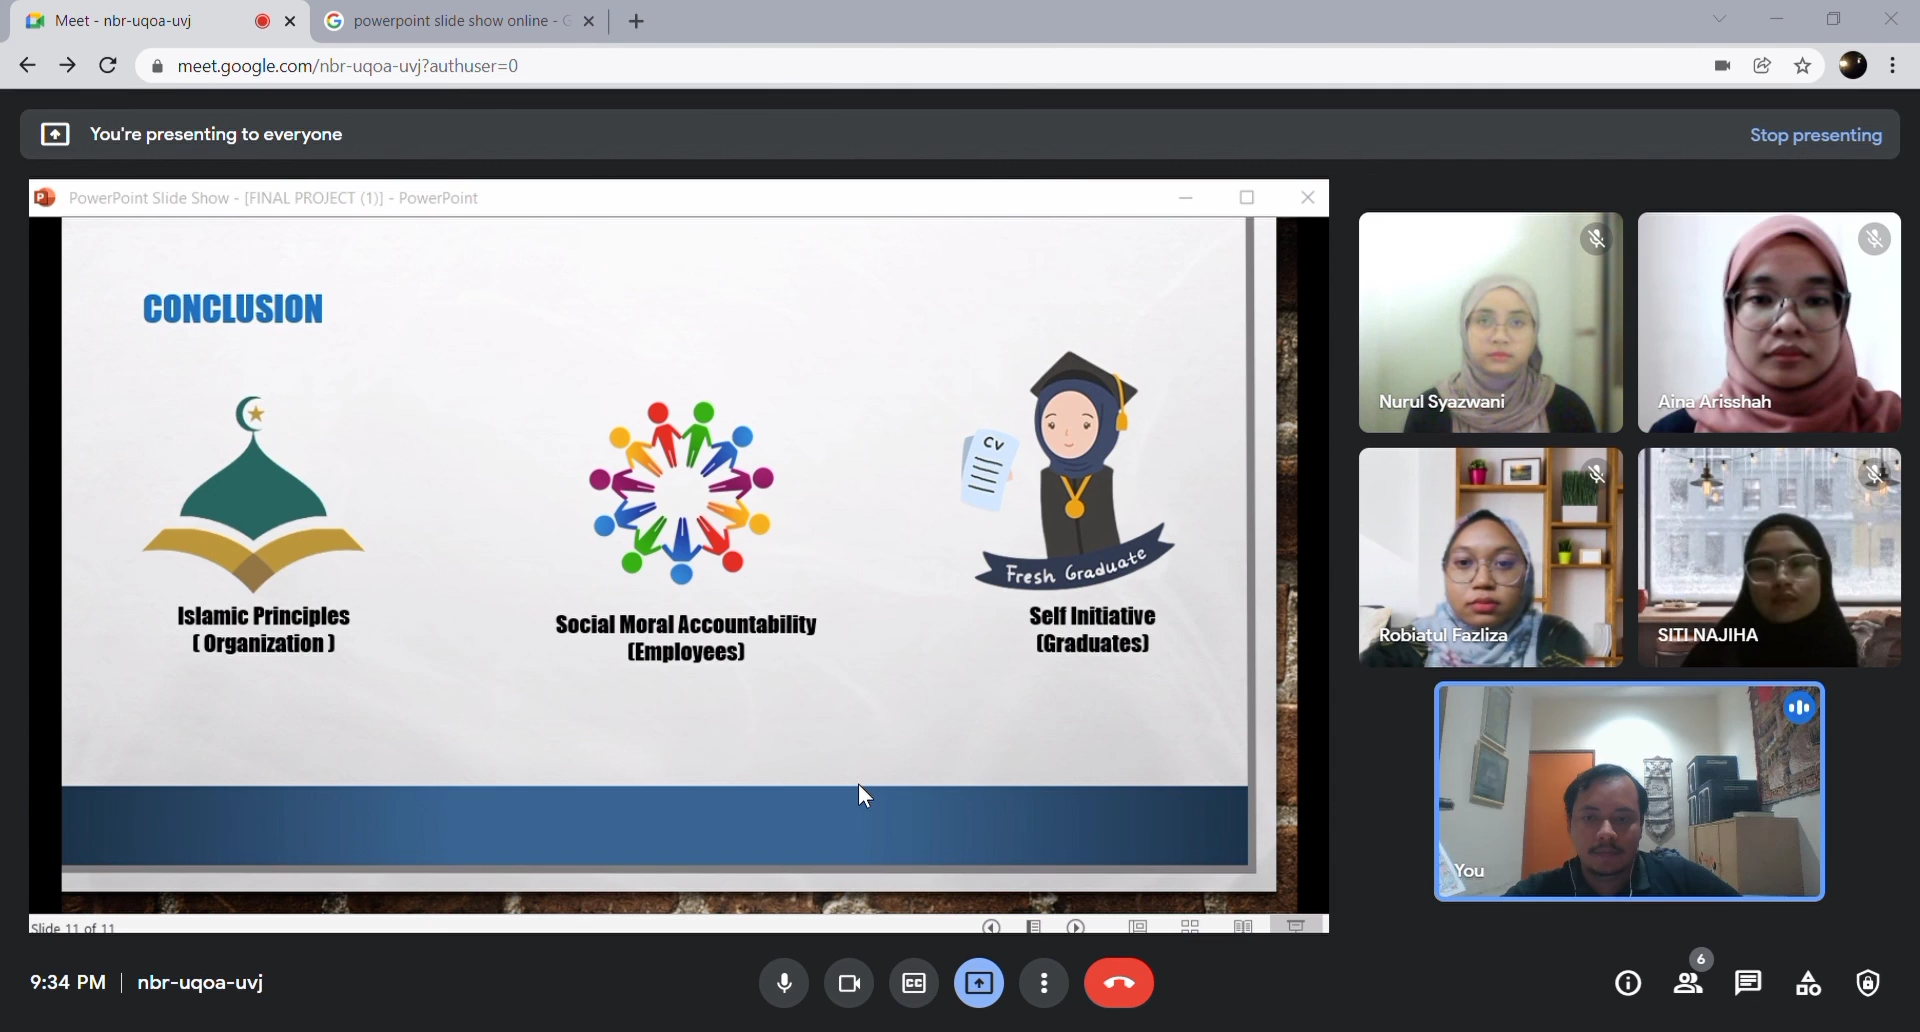 Meet - nbr-uqoa-uvj
powerpoint slide show online - G
meet.google.com/nbr-uqoa-uvj?authuser=0
You're presenting to everyone
Stop presenting
PowerPoint Slide Show - [FINAL PROJECT (1)] - PowerPoint
CONCLUSION
CV
Fresh Graduate
Islamic Principles
( Organization )
Social Moral Accountability
(Employees)
Self Initiative
(Graduates)
Slide 11 of 11
Nurul Syazwani
Aina Arisshah
Robiatul Fazliza
SITI NAJIHA
You
9:34 PM
nbr-uqoa-uvj
CC
6